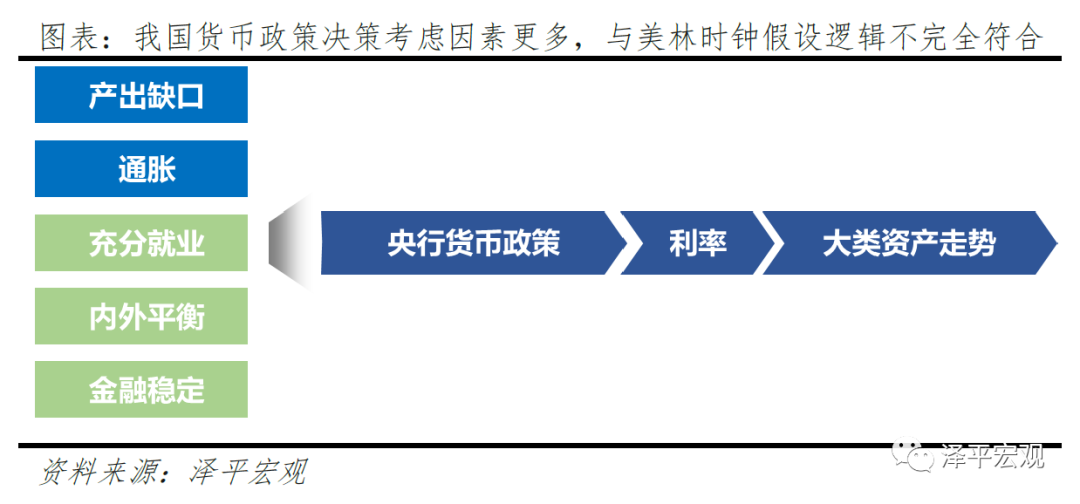 图表：我国货币政策决策考虑因素更多，与美林时钟假设逻辑不完全符合
产出缺口
通胀
充分就业
央行货币政策
利率
大类资产走势
内外平衡
金融稳定
资料来源：泽平宏观
泽平宏观